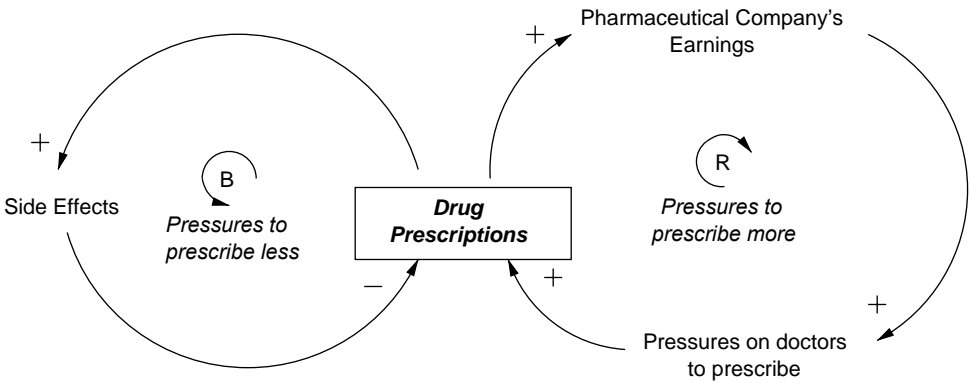 Pharmaceutical Company's
Earnings
+
+
B
R
Side Effects
Pressures to
prescribe less
Drug
Prescriptions
Pressures to
prescribe more
−
+
+
Pressures on doctors
to prescribe